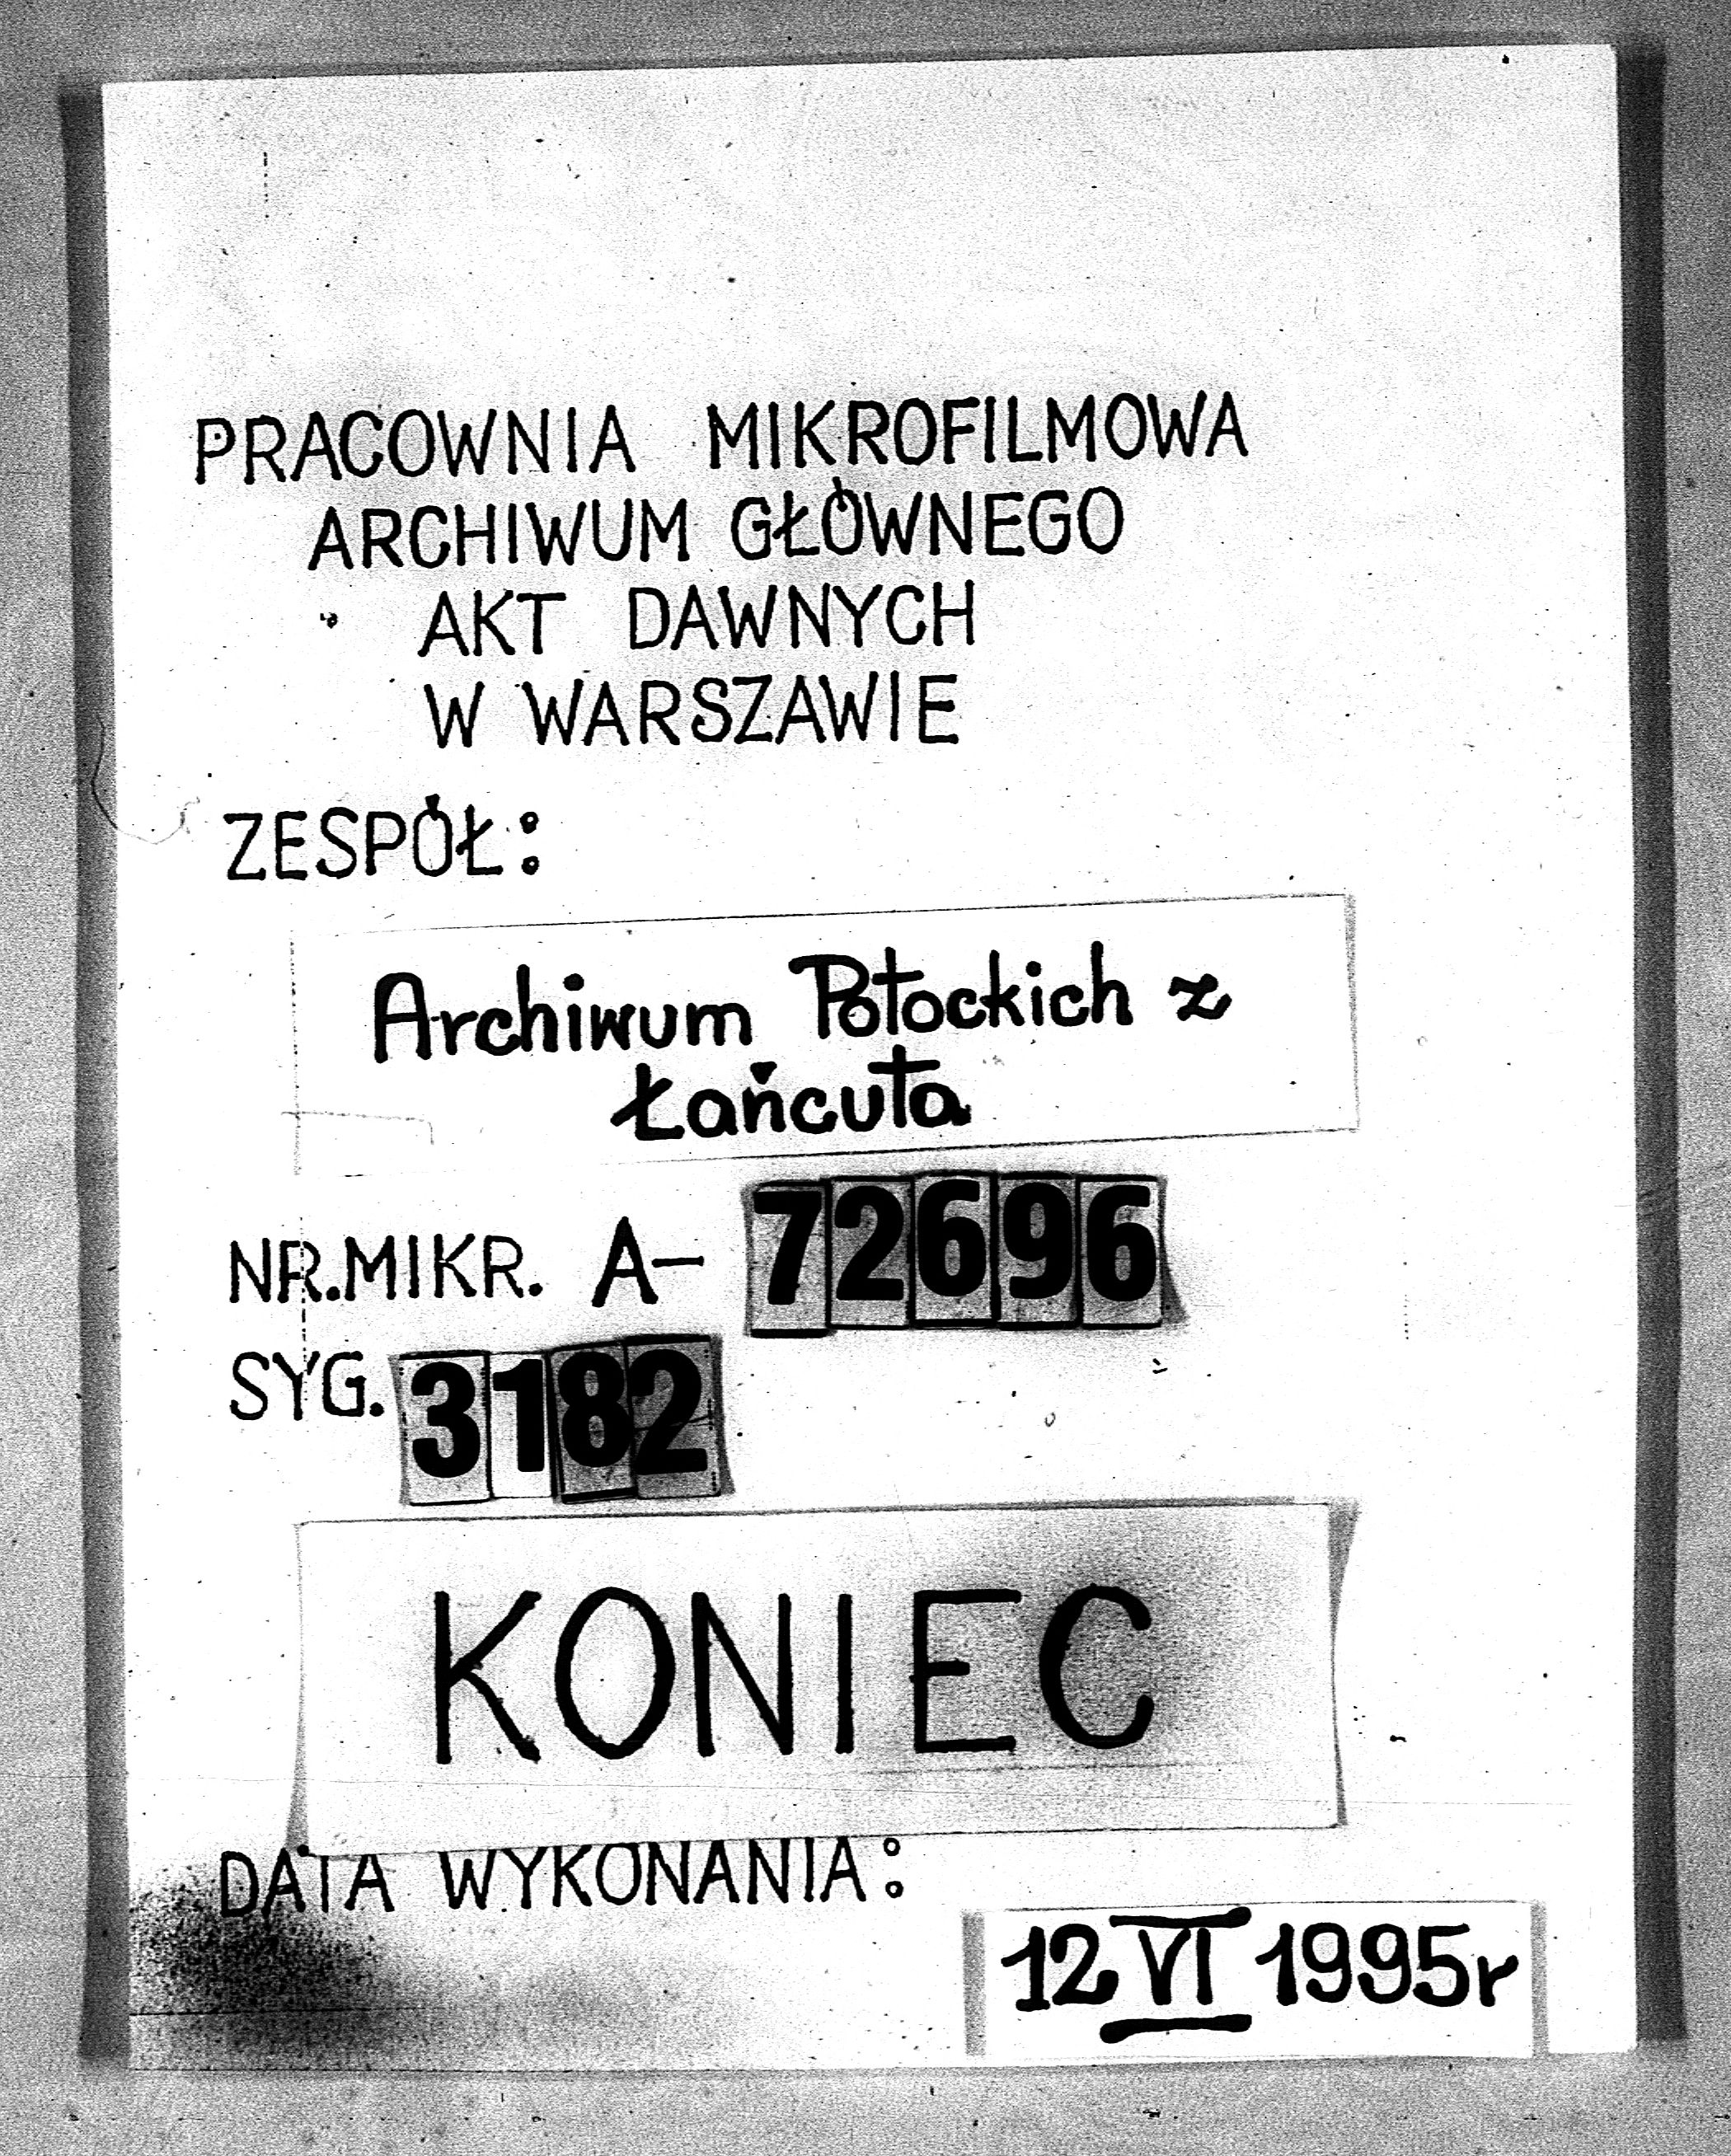 PRACOWNIA MIKROFILMOWA
ARCHIWUM GŁÓWNEGO
AKT DAWNYCH
W WARSZAWIE
ZESPÓŁ:
Archiwum Potockich z
Łańcuta
NR.MIKR. A- 72696
SYG. 3182
KONIEC
DATA WYKONANIA:
12 VI 1995r